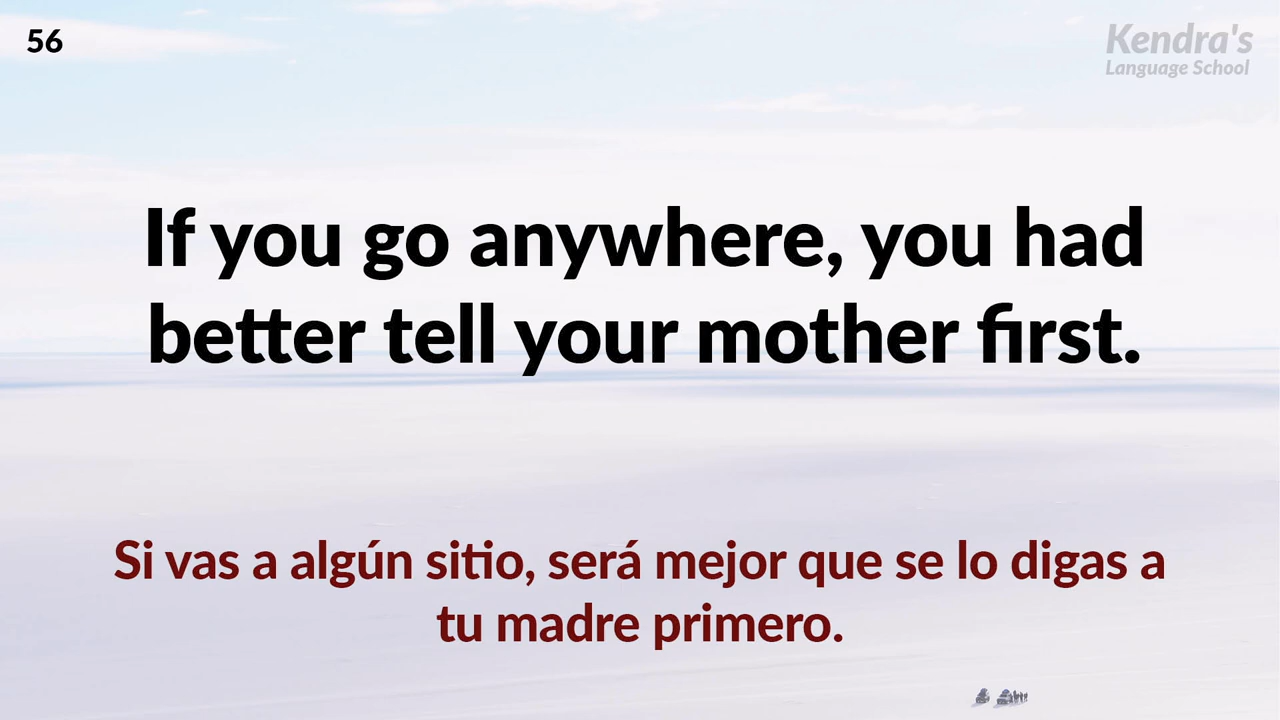 56
Kendra's
Language School
If you go anywhere, you had
better tell your mother first.
Si vas a algún sitio, será mejor que se lo digas a
tu madre primero.